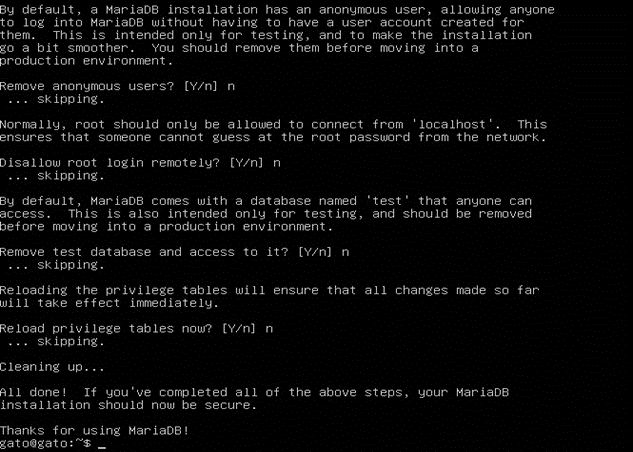 By default, a MariaDB installation has an anonymous user, allowing anyone
to log into MariaDB without having to have a user account created for
them.  This is intended only for testing, and to make the installation
go a bit smoother.  You should remove them before moving into a
production environment.
Remove anonymous users? [Y/n] n
 ... skipping.
Normally, root should only be allowed to connect from 'localhost'.  This
ensures that someone cannot guess at the root password from the network.
Disallow root login remotely? [Y/n] n
 ... skipping.
By default, MariaDB comes with a database named 'test' that anyone can
access.  This is also intended only for testing, and should be removed
before moving into a production environment.
Remove test database and access to it? [Y/n] n
 ... skipping.
Reloading the privilege tables will ensure that all changes made so far
will take effect immediately.
Reload privilege tables now? [Y/n] n
 ... skipping.
Cleaning up...
All done!  If you've completed all of the above steps, your MariaDB
installation should now be secure.
Thanks for using MariaDB!
gato@gato:~$ _